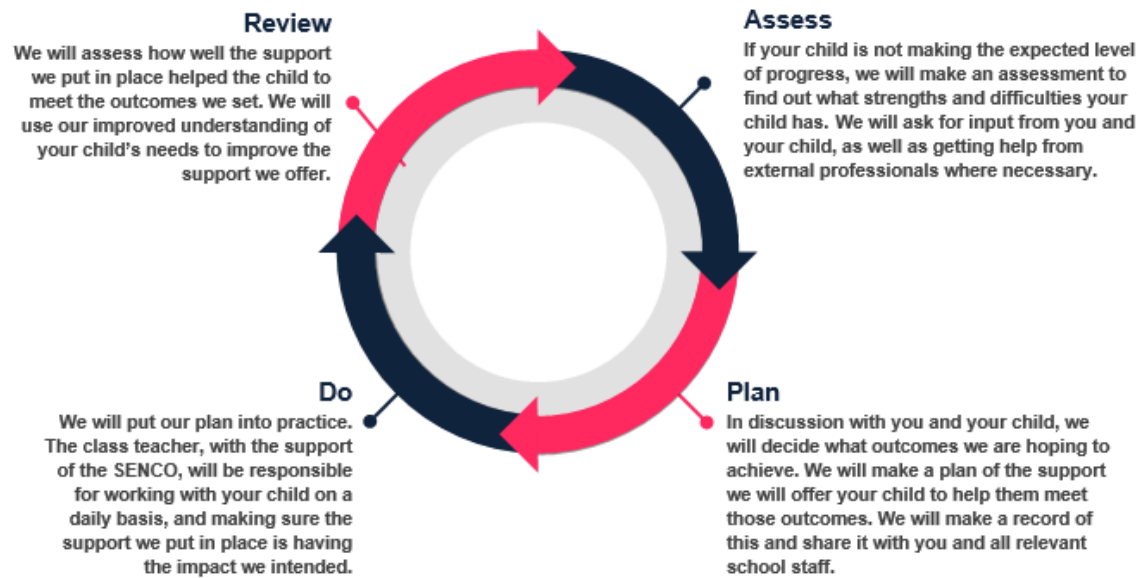 Review
We will assess how well the support
we put in place helped the child to
meet the outcomes we set. We will
use our improved understanding of
your child's needs to improve the
support we offer.
Assess
If your child is not making the expected level
of progress, we will make an assessment to
find out what strengths and difficulties your
child has. We will ask for input from you and
your child, as well as getting help from
external professionals where necessary.
Do
We will put our plan into practice.
The class teacher, with the support
of the SENCO, will be responsible
for working with your child on a
daily basis, and making sure the
support we put in place is having
the impact we intended.
Plan
In discussion with you and your child, we
will decide what outcomes we are hoping to
achieve. We will make a plan of the support
we will offer your child to help them meet
those outcomes. We will make a record of
this and share it with you and all relevant
school staff.